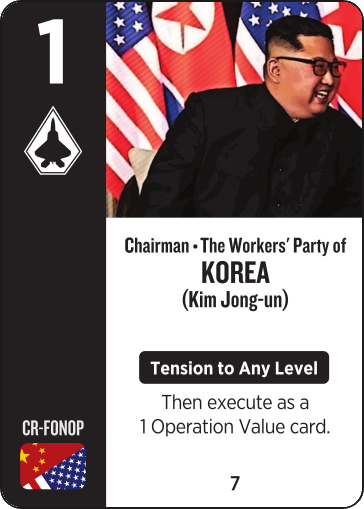 1
Chairman • The Workers' Party of
KOREA
(Kim Jong-un)
Tension to Any Level
Then execute as a
1 Operation Value card.
CR-FONOP
7